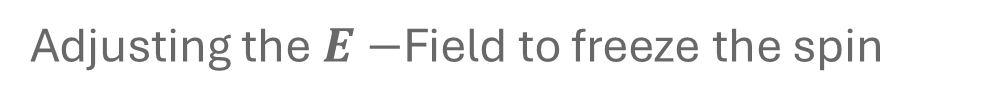 Adjusting the E –Field to freeze the spin